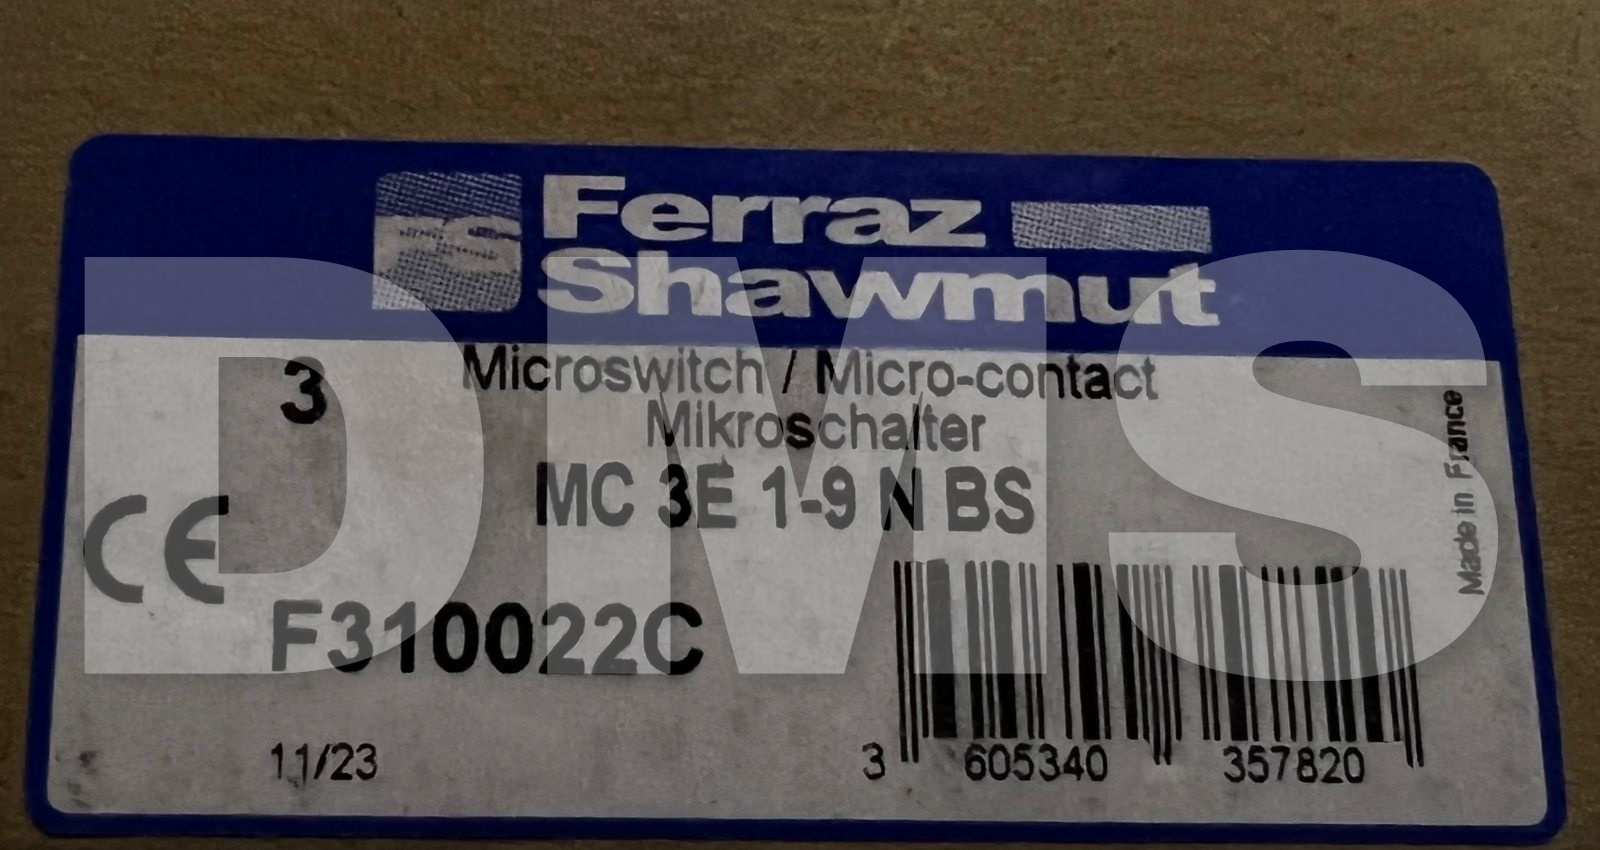 FS
Ferraz
Shawmut
3
Microswitch / Micro-contact
Mikroschalter
MC 3E 1-9 N BS
Made in France
CE
F310022C
11/23
3 605340 357820
DMS